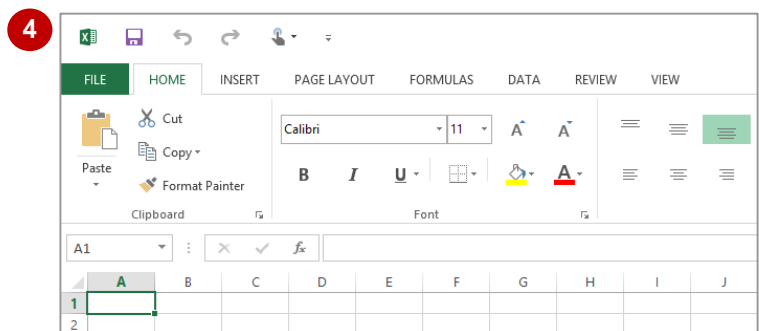 4
FILE HOME INSERT PAGE LAYOUT FORMULAS DATA REVIEW VIEW
Cut
Calibri 11 A A
Copy
Paste
Format Painter
B I U A
Clipboard Font
A1 fx
A B C D E F G H I J
1
2